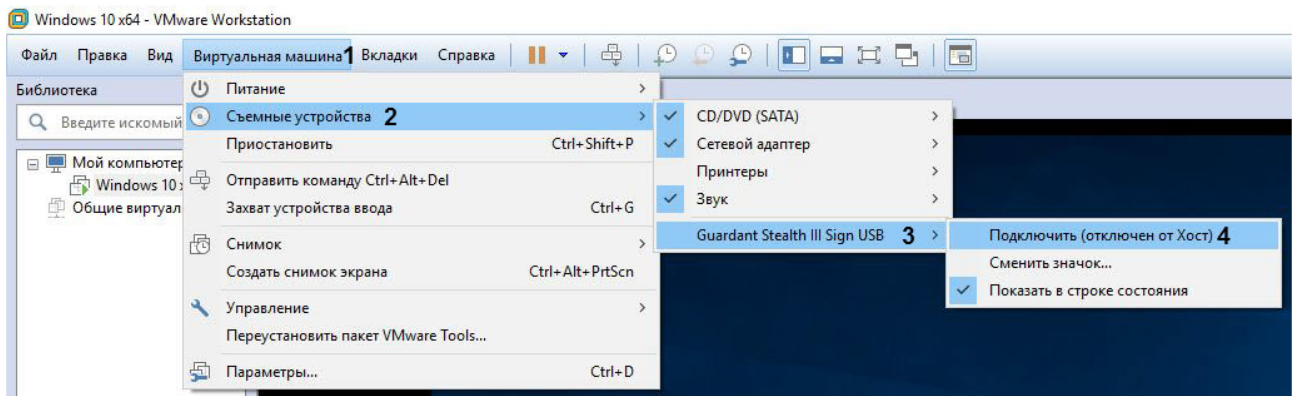 Windows 10 x64 - VMware Workstation
Файл Правка Вид Виртуальная машина 1 Вкладки Справка
Библиотека
Введите искомый
Мой компьютер
Windows 10 x
Общие виртуал
Питание
Съемные устройства 2
Приостановить Ctrl+Shift+P
Отправить команду Ctrl+Alt+Del
Захват устройства ввода Ctrl+G
Снимок
Создать снимок экрана Ctrl+Alt+PrtScn
Управление
Переустановить пакет VMware Tools...
Параметры... Ctrl+D
CD/DVD (SATA)
Сетевой адаптер
Принтеры
Звук
Guardant Stealth III Sign USB 3
Подключить (отключен от Хост) 4
Сменить значок...
Показать в строке состояния